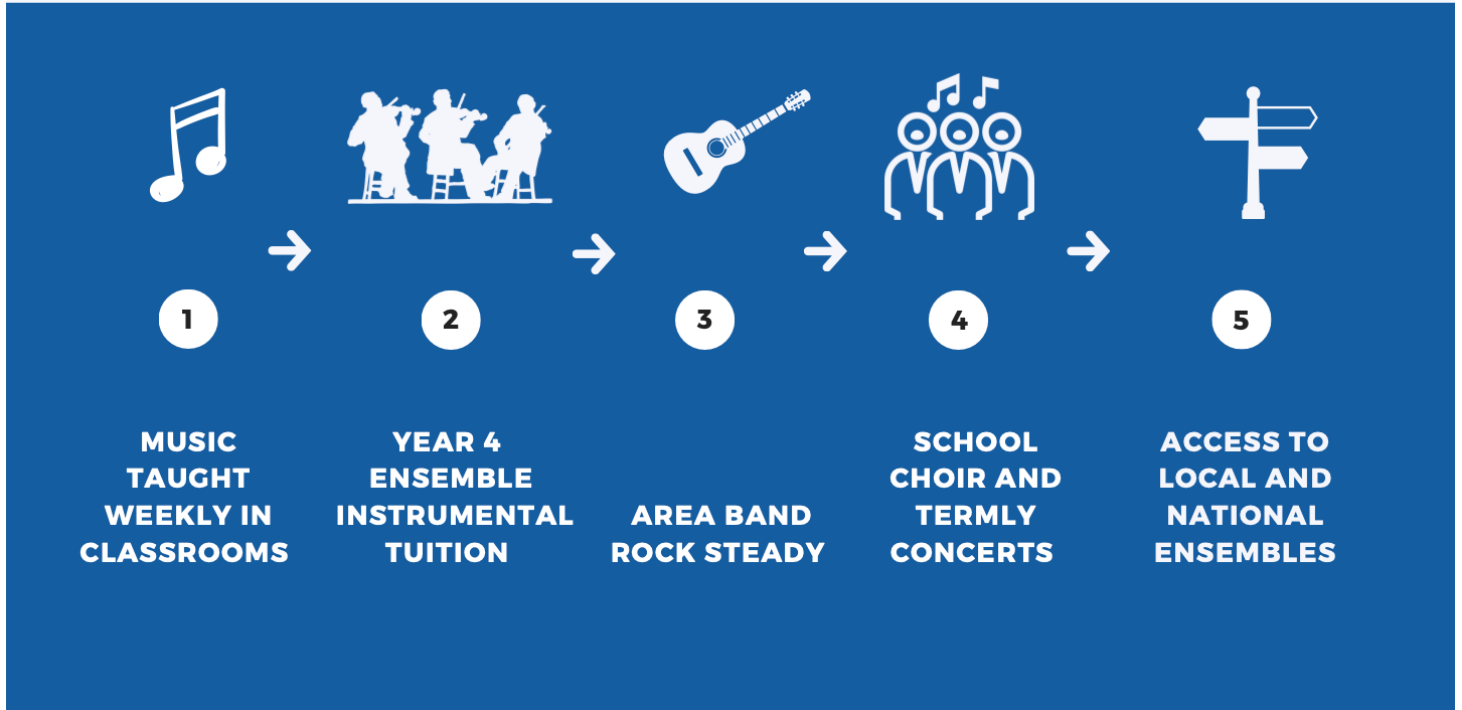 1
MUSIC
TAUGHT
WEEKLY IN
CLASSROOMS
2
YEAR 4
ENSEMBLE
INSTRUMENTAL
TUITION
3
AREA BAND
ROCK STEADY
4
SCHOOL
CHOIR AND
TERMLY
CONCERTS
5
ACCESS TO
LOCAL AND
NATIONAL
ENSEMBLES